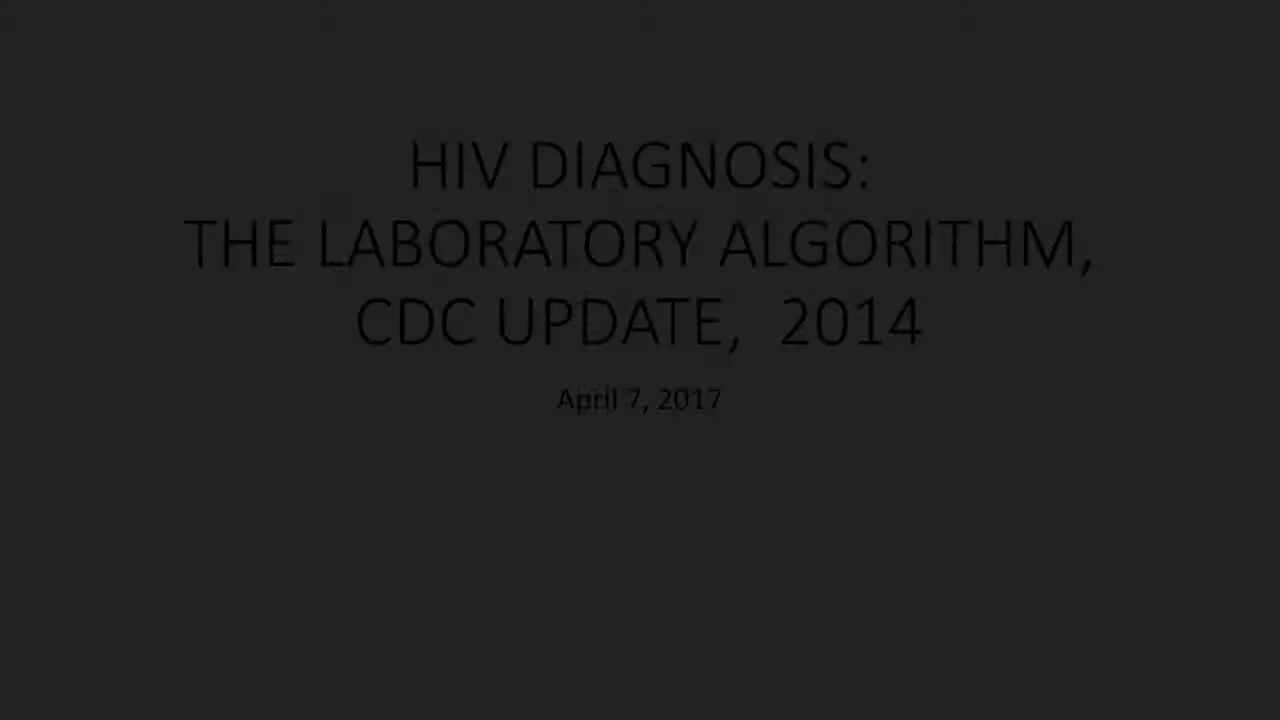 HIV DIAGNOSIS:
THE LABORATORY ALGORITHM,
CDC UPDATE, 2014
April 7, 2017